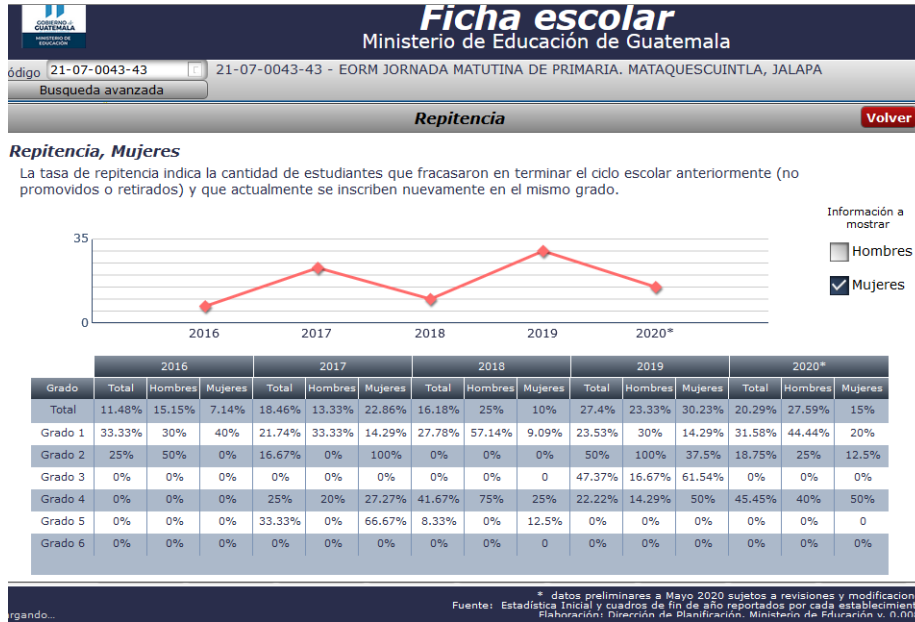 GOBIERNO de
GUATEMALA
MINISTERIO DE
EDUCACIÓN
Ficha escolar
Ministerio de Educación de Guatemala
ódigo 21-07-0043-43 21-07-0043-43 - EORM JORNADA MATUTINA DE PRIMARIA. MATAQUESCUINTLA, JALAPA
Busqueda avanzada
Repitencia Volver
Repitencia, Mujeres
La tasa de repitencia indica la cantidad de estudiantes que fracasaron en terminar el ciclo escolar anteriormente (no
promovidos o retirados) y que actualmente se inscriben nuevamente en el mismo grado.
Información a
mostrar
Hombres
Mujeres
35
0
2016 2017 2018 2019 2020*
2016 2017 2018 2019 2020*
Grado Total Hombres Mujeres Total Hombres Mujeres Total Hombres Mujeres Total Hombres Mujeres Total Hombres Mujeres
Total 11.48% 15.15% 7.14% 18.46% 13.33% 22.86% 16.18% 25% 10% 27.4% 23.33% 30.23% 20.29% 27.59% 15%
Grado 1 33.33% 30% 40% 21.74% 33.33% 14.29% 27.78% 57.14% 9.09% 23.53% 30% 14.29% 31.58% 44.44% 20%
Grado 2 25% 50% 0% 16.67% 0% 100% 0% 0% 0% 50% 100% 37.5% 18.75% 25% 12.5%
Grado 3 0% 0% 0% 0% 0% 0% 0% 0% 0 47.37% 16.67% 61.54% 0% 0% 0%
Grado 4 0% 0% 0% 25% 20% 27.27% 41.67% 75% 25% 22.22% 14.29% 50% 45.45% 40% 50%
Grado 5 0% 0% 0% 33.33% 0% 66.67% 8.33% 0% 12.5% 0% 0% 0% 0% 0% 0
Grado 6 0% 0% 0% 0% 0% 0% 0% 0% 0 0% 0% 0% 0% 0% 0%
* datos preliminares a Mayo 2020 sujetos a revisiones y modificacion
Fuente: Estadística Inicial y cuadros de fin de año reportados por cada establecimient
Elaboración: Dirección de Planificación, Ministerio de Educación v. 0.00
argando...